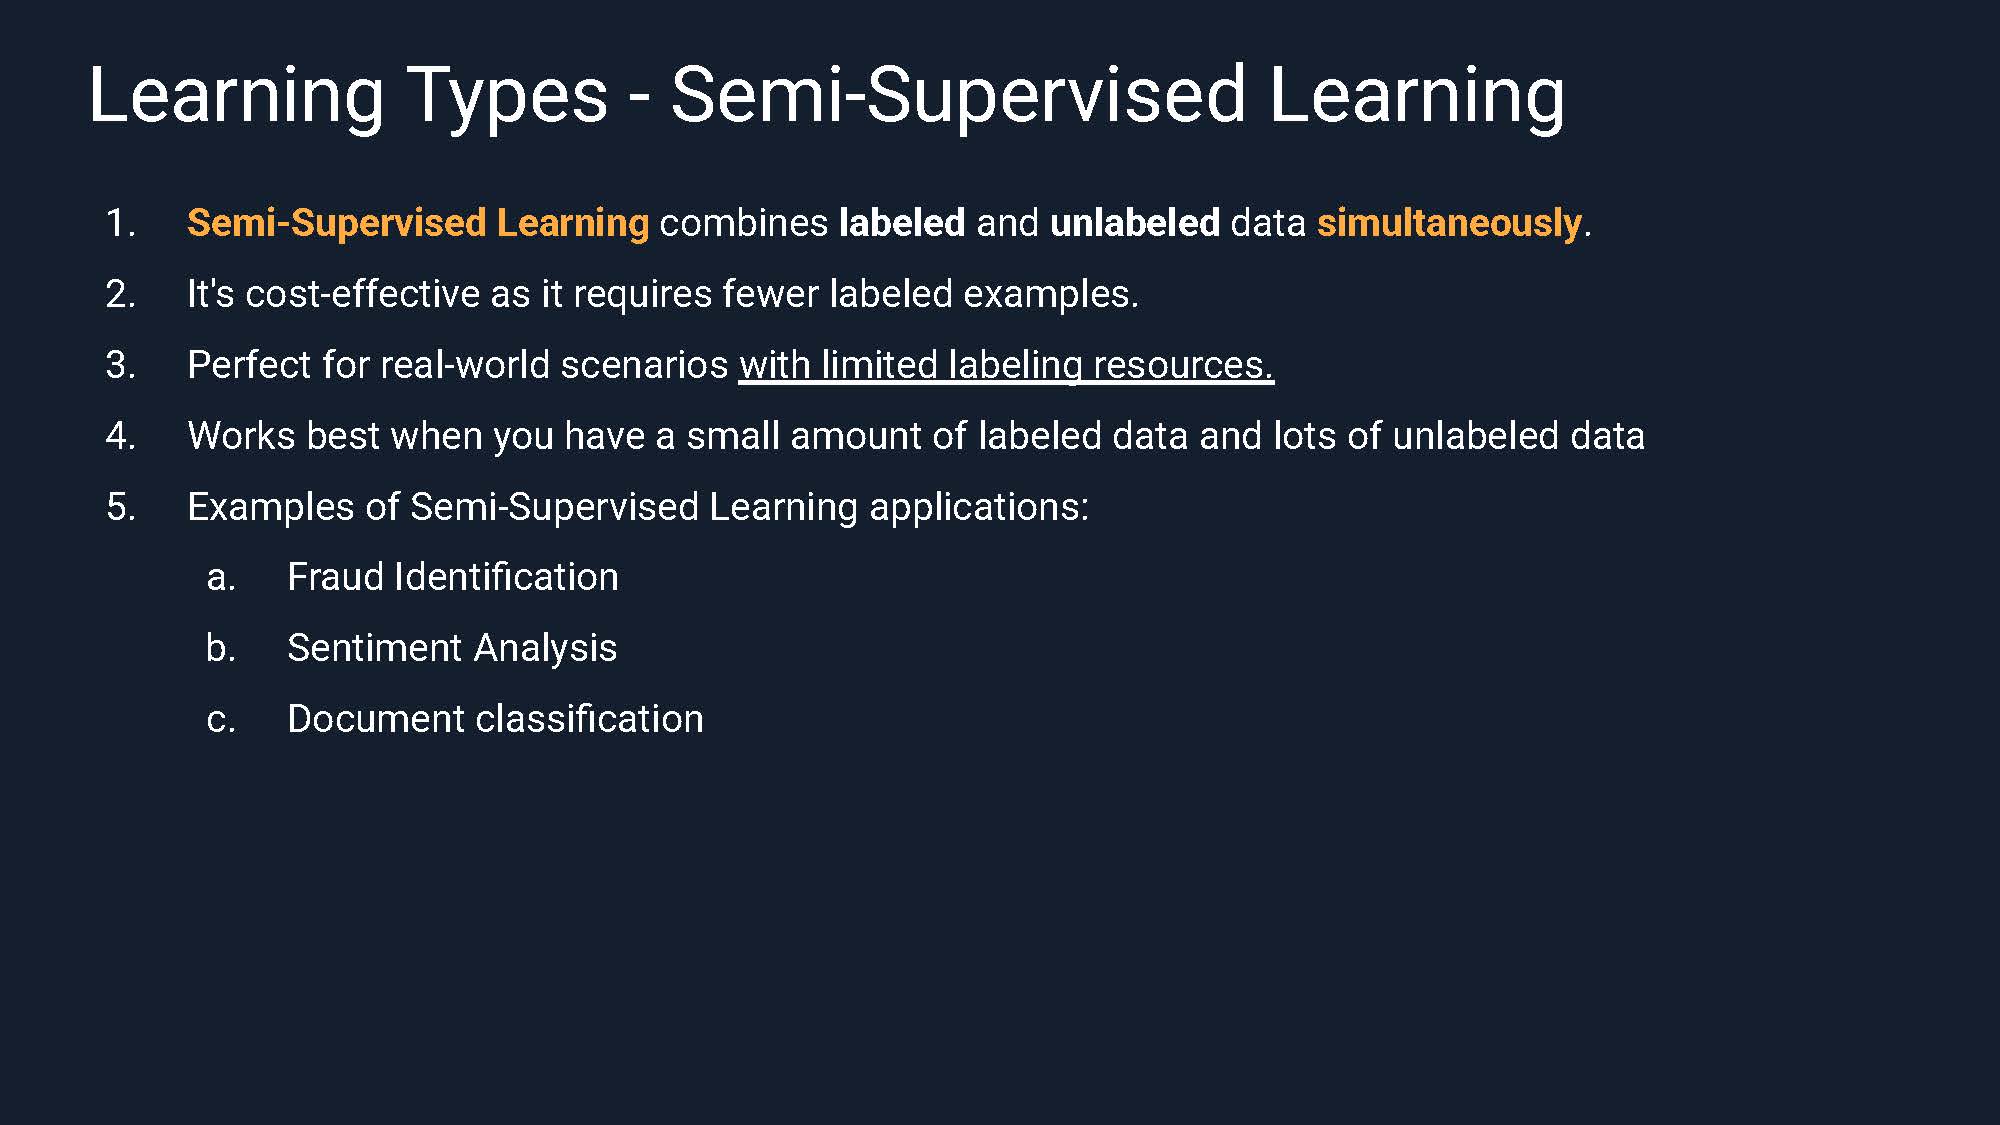 Learning Types - Semi-Supervised Learning
1. Semi-Supervised Learning combines labeled and unlabeled data simultaneously.
2. It's cost-effective as it requires fewer labeled examples.
3. Perfect for real-world scenarios with limited labeling resources.
4. Works best when you have a small amount of labeled data and lots of unlabeled data
5. Examples of Semi-Supervised Learning applications:
a. Fraud Identification
b. Sentiment Analysis
c. Document classification